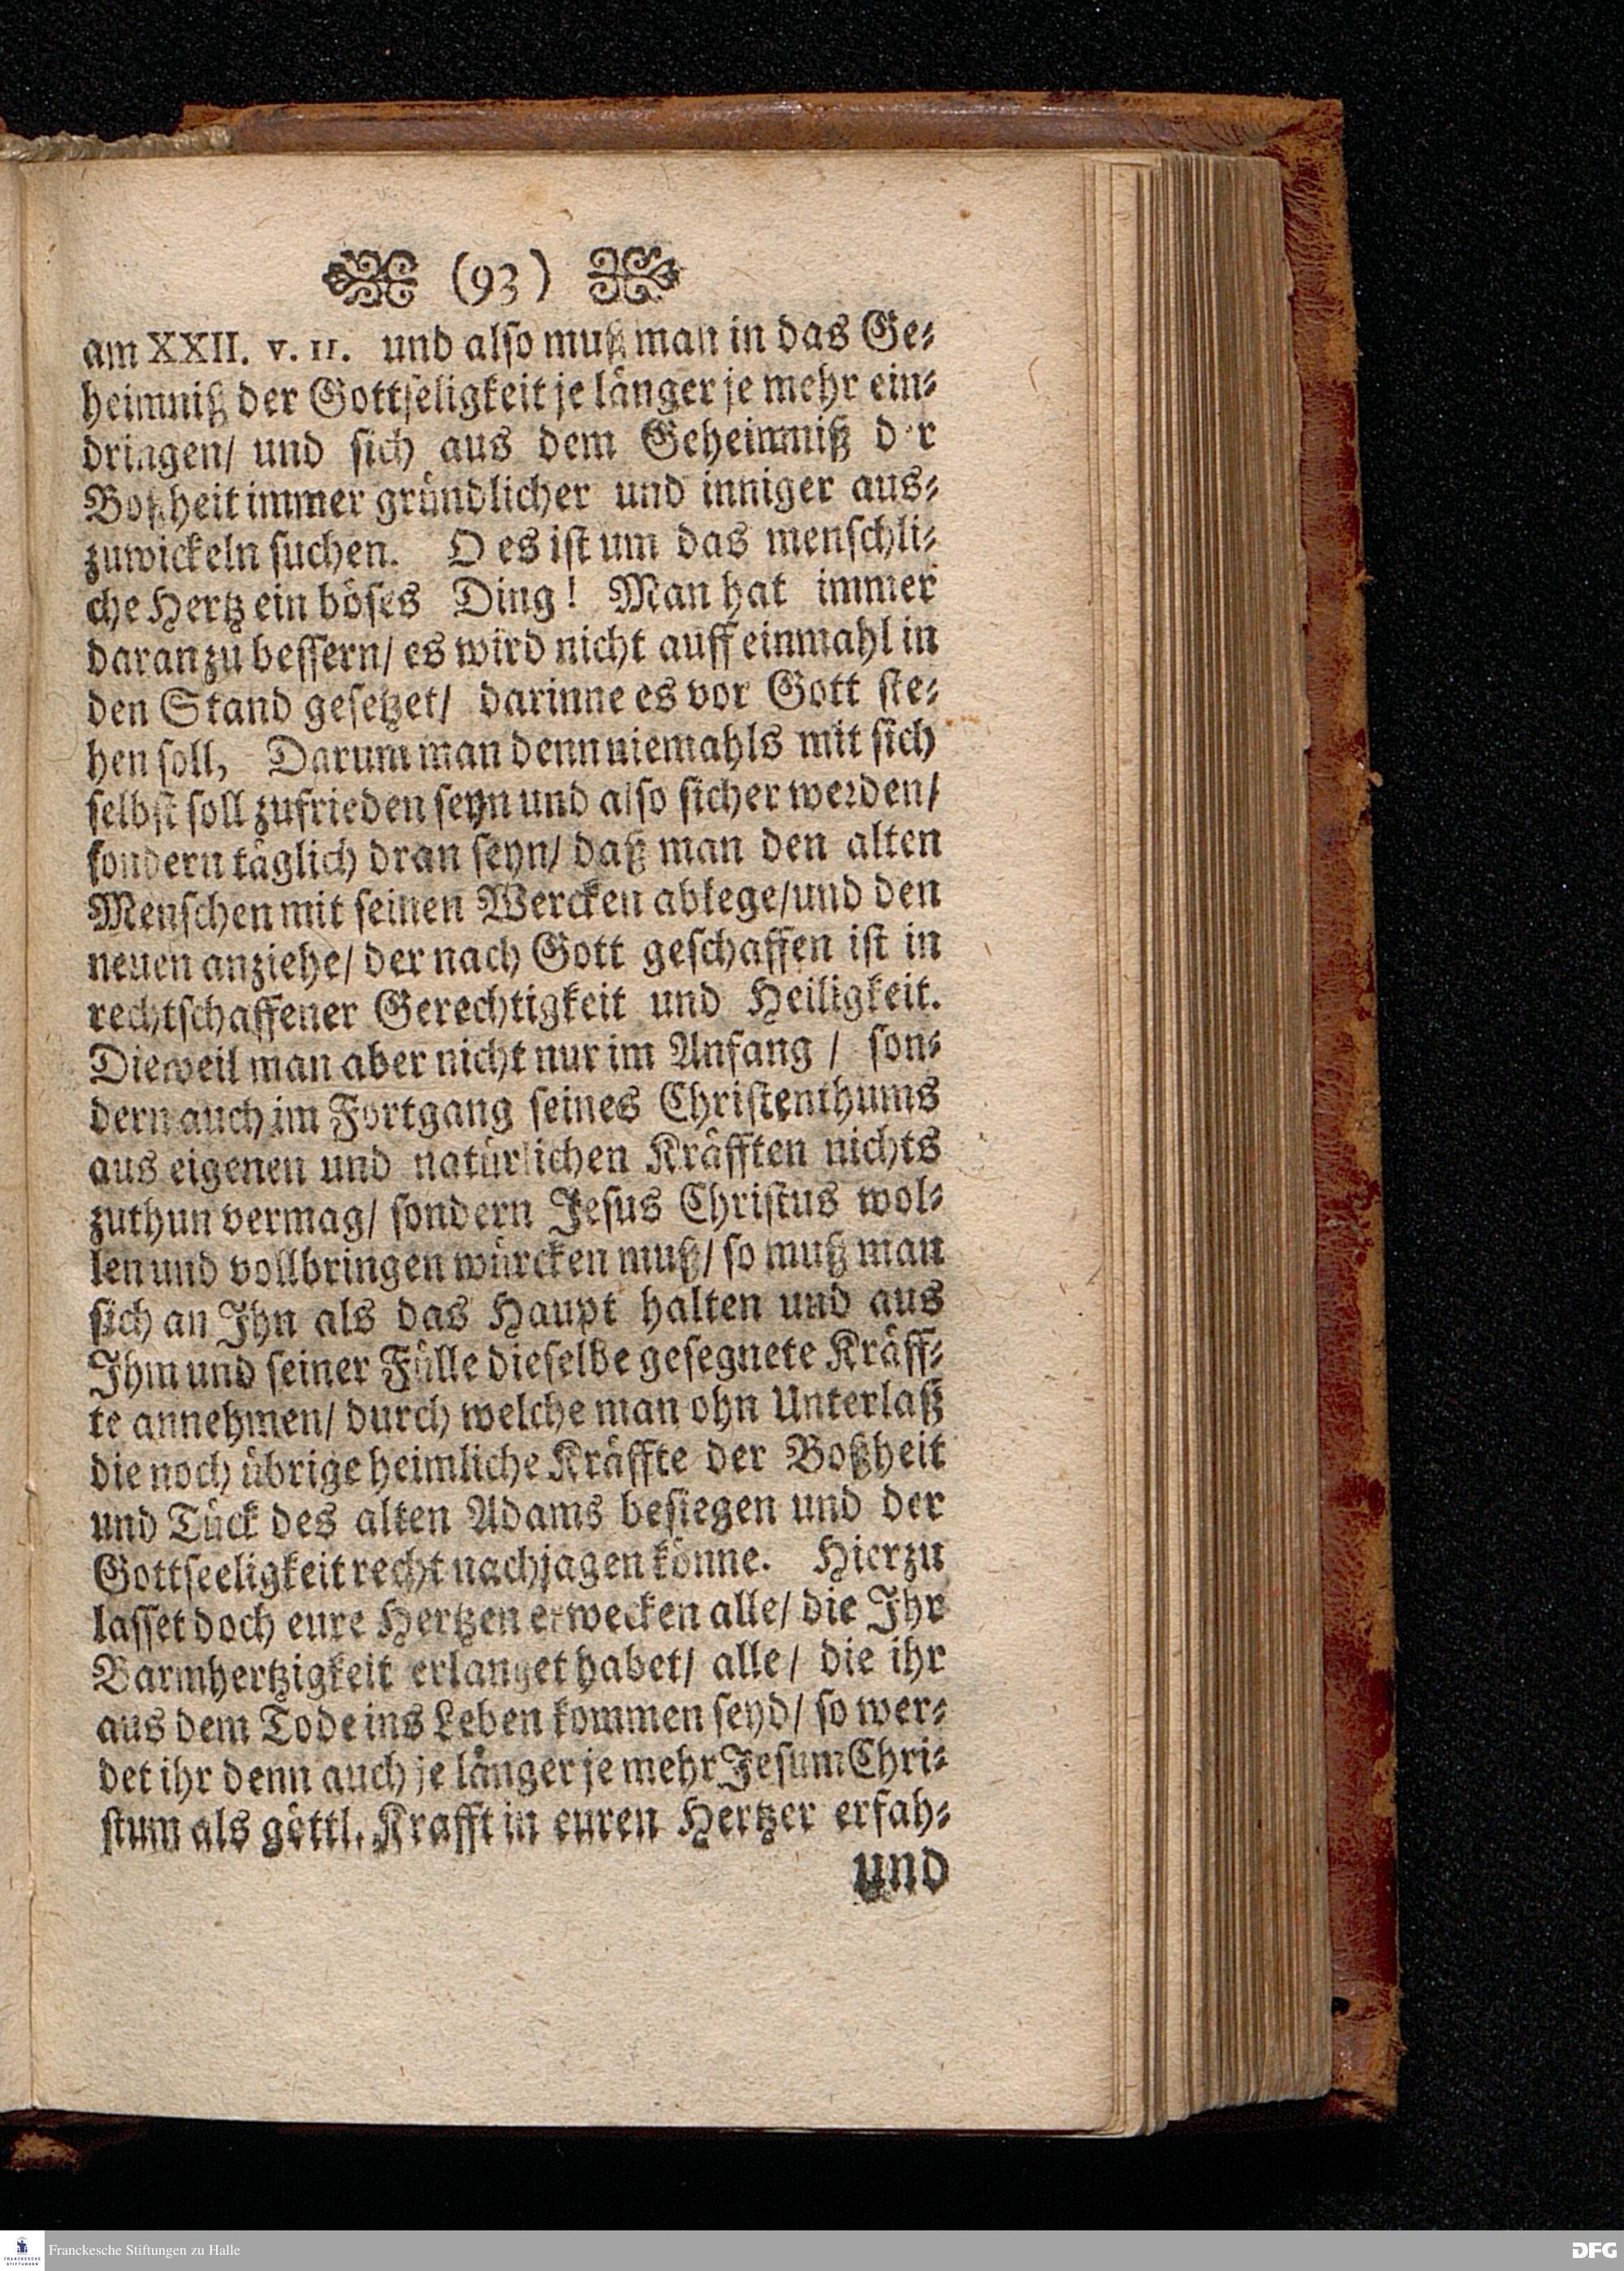 (93)
am XXII. v. 11. und also muß man in das Ge-
heimniß der Gottseligkeit je länger je mehr ein-
dringen/ und sich aus dem Geheimniß der
Boßheit immer gründlicher und inniger aus-
zuwickeln suchen. O es ist um das menschli-
che Hertz ein böses Ding! Man hat immer
daran zu bessern/ es wird nicht auff einmahl in
den Stand gesetzet/ darinne es vor Gott ste-
hen soll, Darum man denn niemahls mit sich
selbst soll zufrieden seyn und also sicher werden/
sondern täglich dran seyn/ daß man den alten
Menschen mit seinen Wercken ablege/und den
neuen anziehe/ der nach Gott geschaffen ist in
rechtschaffener Gerechtigkeit und Heiligkeit.
Dieweil man aber nicht nur im Anfang / son-
dern auch im Fortgang seines Christenthums
aus eigenen und natürlichen Kräfften nichts
zuthun vermag/ sondern Jesus Christus wol-
len und vollbringen würcken muß/ so muß man
sich an Ihn als das Haupt halten und aus
Ihm und seiner Fülle dieselbe gesegnete Kräff-
te annehmen/ durch welche man ohn Unterlaß
die noch übrige heimliche Kräffte der Boßheit
und Tück des alten Adams besiegen und der
Gottseeligkeit recht nachjagen könne. Hierzu
lasset doch eure Hertzen erwecken alle/ die Ihr
Barmhertzigkeit erlanget habet/ alle/ die ihr
aus dem Tode ins Leben kommen seyd/ so wer-
det ihr denn auch je länger je mehr Jesum Chri-
stum als göttl. Krafft in euren Hertzer erfah-
und
FRANCKESCHE STIFTUNGEN
Franckesche Stiftungen zu Halle
DFG